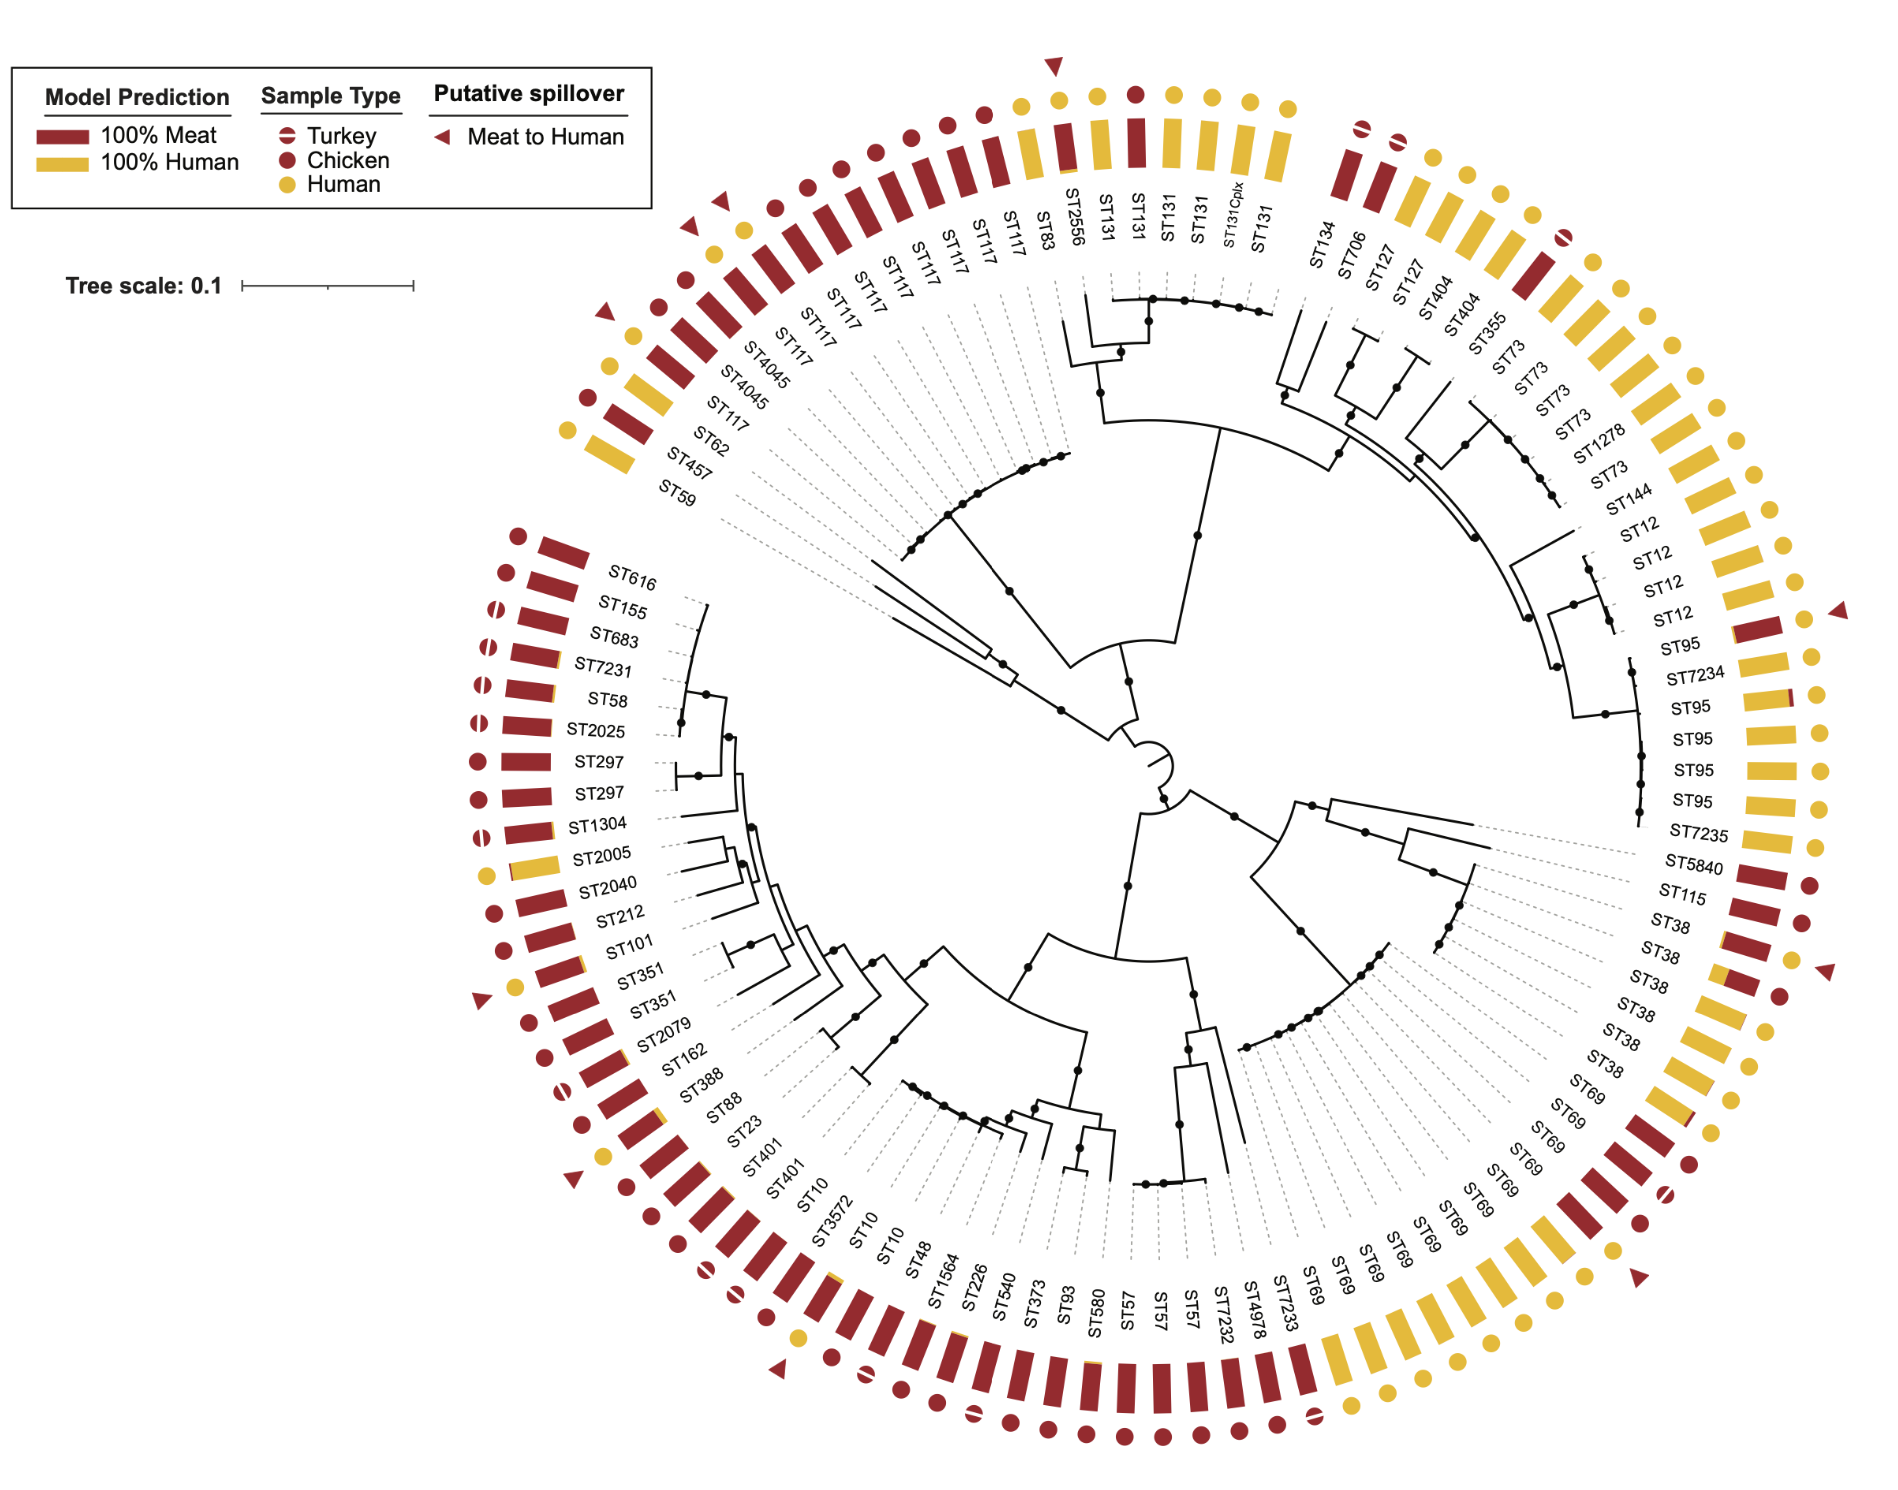 Model Prediction
100% Meat
100% Human
Sample Type
Turkey
Chicken
Human
Putative spillover
Meat to Human
Tree scale: 0.1
ST59
ST457
ST62
ST117
ST4045
ST4045
ST117
ST117
ST117
ST117
ST117
ST117
ST117
ST117
ST117
ST83
ST2556
ST131
ST131
ST131
ST131
ST131Cplx
ST131
ST134
ST706
ST127
ST127
ST404
ST404
ST355
ST73
ST73
ST73
ST73
ST1278
ST73
ST144
ST12
ST12
ST12
ST12
ST95
ST7234
ST95
ST95
ST95
ST95
ST7235
ST5840
ST115
ST38
ST38
ST38
ST38
ST38
ST38
ST69
ST69
ST69
ST69
ST69
ST69
ST69
ST69
ST69
ST69
ST69
ST69
ST7233
ST4978
ST7232
ST57
ST57
ST57
ST580
ST93
ST373
ST540
ST226
ST1564
ST48
ST10
ST10
ST3572
ST10
ST401
ST401
ST23
ST88
ST388
ST162
ST2079
ST351
ST351
ST101
ST212
ST2040
ST2005
ST1304
ST297
ST297
ST2025
ST58
ST7231
ST683
ST155
ST616